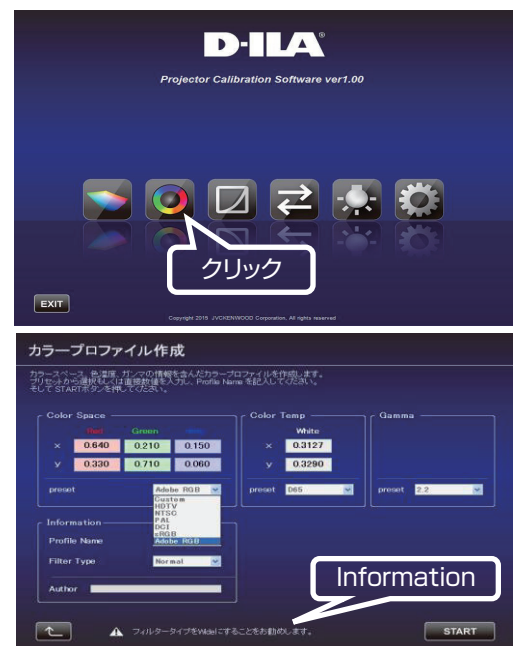 D-ILA®
Projector Calibration Software ver1.00
クリック
EXIT
Copyright 2015 JVCKENWOOD Corporation. All rights reserved
カラープロファイル作成
カラースペース、色温度、ガンマの情報を含んだカラープロファイルを作成します。
プリセットから選択もしくは直接数値を入力し、Profile Name を記入してください。
そして STARTボタンを押してください。
Color Space Color Temp Gamma
Red Green White
x 0.640 0.210 0.150 x 0.3127
y 0.330 0.710 0.060 y 0.3290
preset Adobe RGB preset D65 preset 2.2
Custom
HDTV
NTSC
PAL
DCI
sRGB
Adobe RGB
Information
Profile Name
Filter Type Normal
Author
Information
フィルタータイプをWideにすることをお勧めします。
START